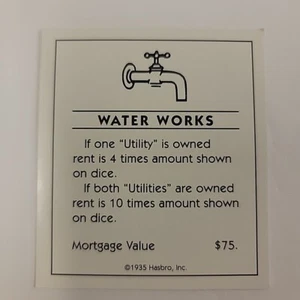 WATER WORKS
If one "Utility" is owned
rent is 4 times amount shown
on dice.
If both "Utilities" are owned
rent is 10 times amount shown
on dice.
Mortgage Value $75.
©1935 Hasbro, Inc.